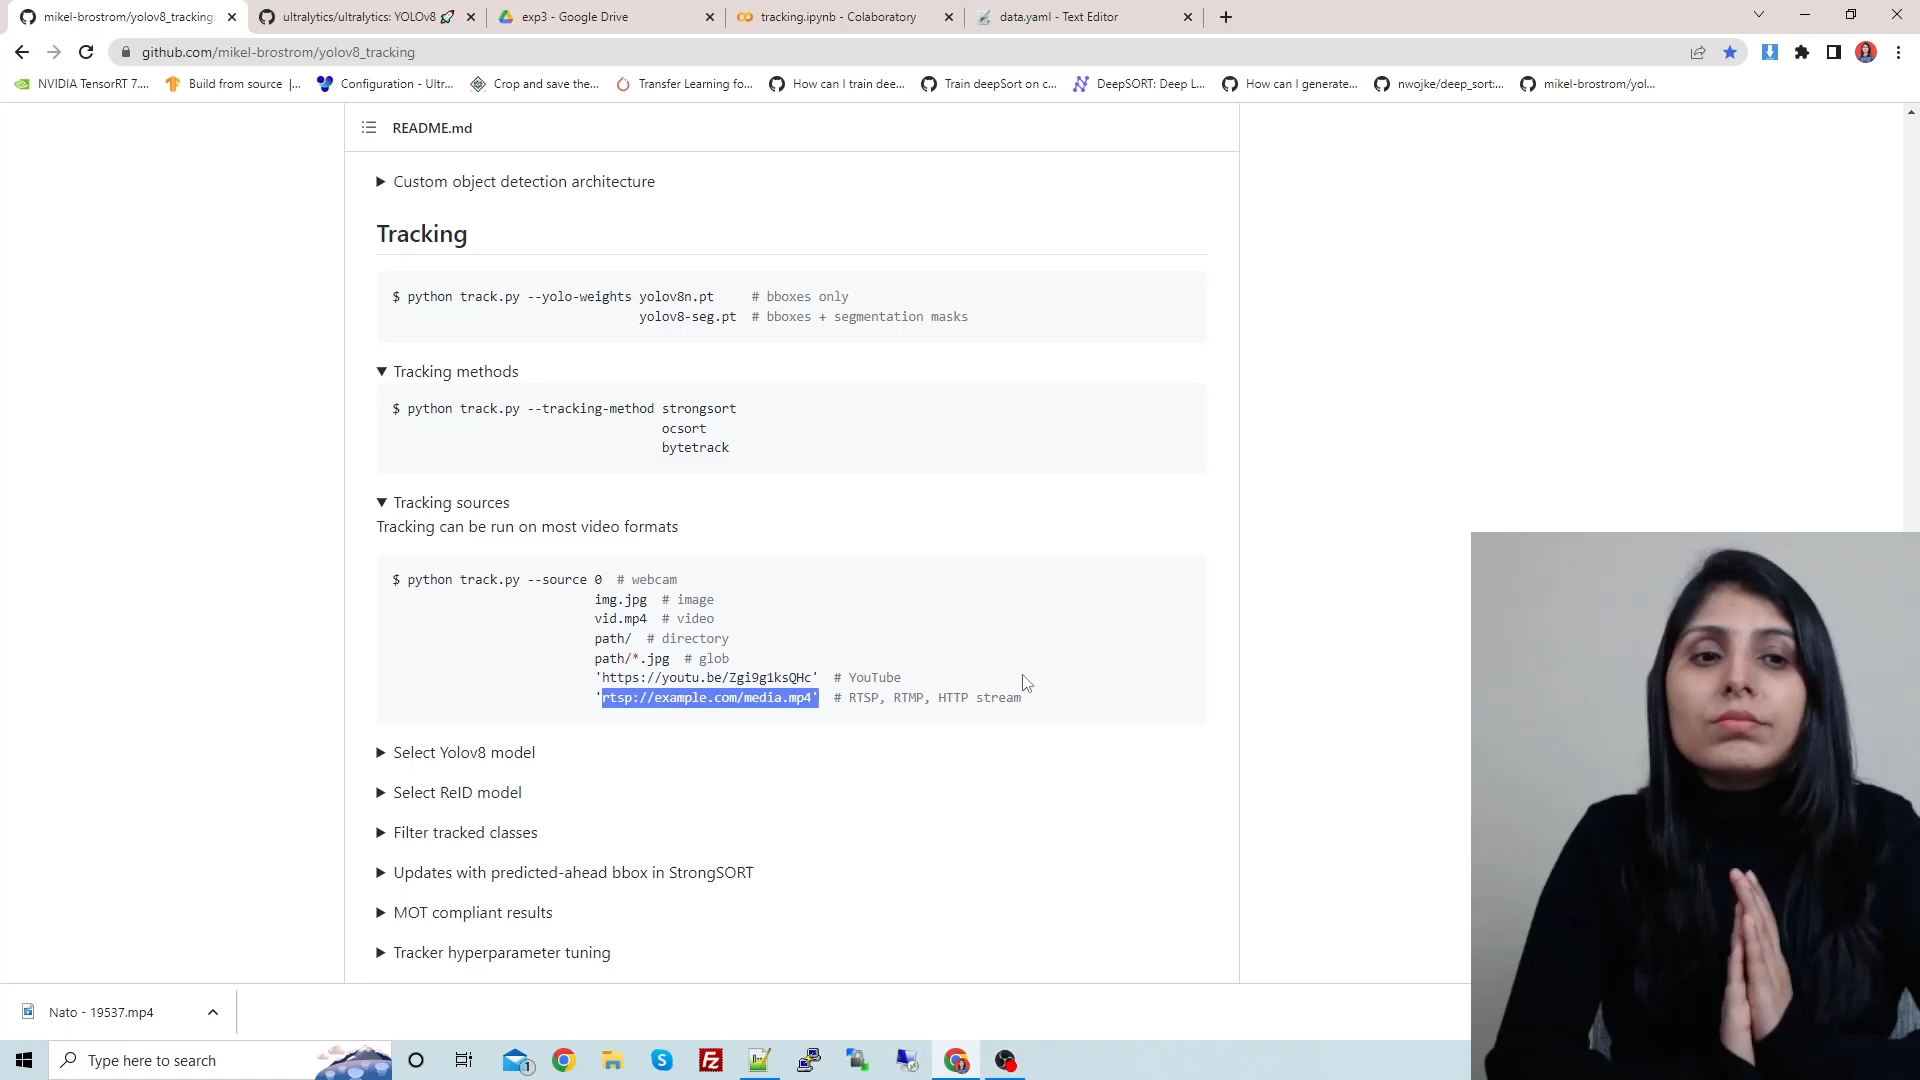 mikel-brostrom/yolov8_tracking:
ultralytics/ultralytics: YOLOv8 🚀
exp3 - Google Drive
tracking.ipynb - Colaboratory
data.yaml - Text Editor
github.com/mikel-brostrom/yolov8_tracking
NVIDIA TensorRT 7....
Build from source |...
Configuration - Ultr...
Crop and save the...
Transfer Learning fo...
How can I train dee...
Train deepSort on c...
DeepSORT: Deep L...
How can I generate...
nwojke/deep_sort:...
mikel-brostrom/yol...
README.md
Custom object detection architecture
Tracking
$ python track.py --yolo-weights yolov8n.pt # bboxes only
yolov8-seg.pt # bboxes + segmentation masks
Tracking methods
$ python track.py --tracking-method strongsort
ocsort
bytetrack
Tracking sources
Tracking can be run on most video formats
$ python track.py --source 0 # webcam
img.jpg # image
vid.mp4 # video
path/ # directory
path/*.jpg # glob
'https://youtu.be/Zgi9g1ksQHc' # YouTube
'rtsp://example.com/media.mp4' # RTSP, RTMP, HTTP stream
Select Yolov8 model
Select ReID model
Filter tracked classes
Updates with predicted-ahead bbox in StrongSORT
MOT compliant results
Tracker hyperparameter tuning
Nato - 19537.mp4
Type here to search
1